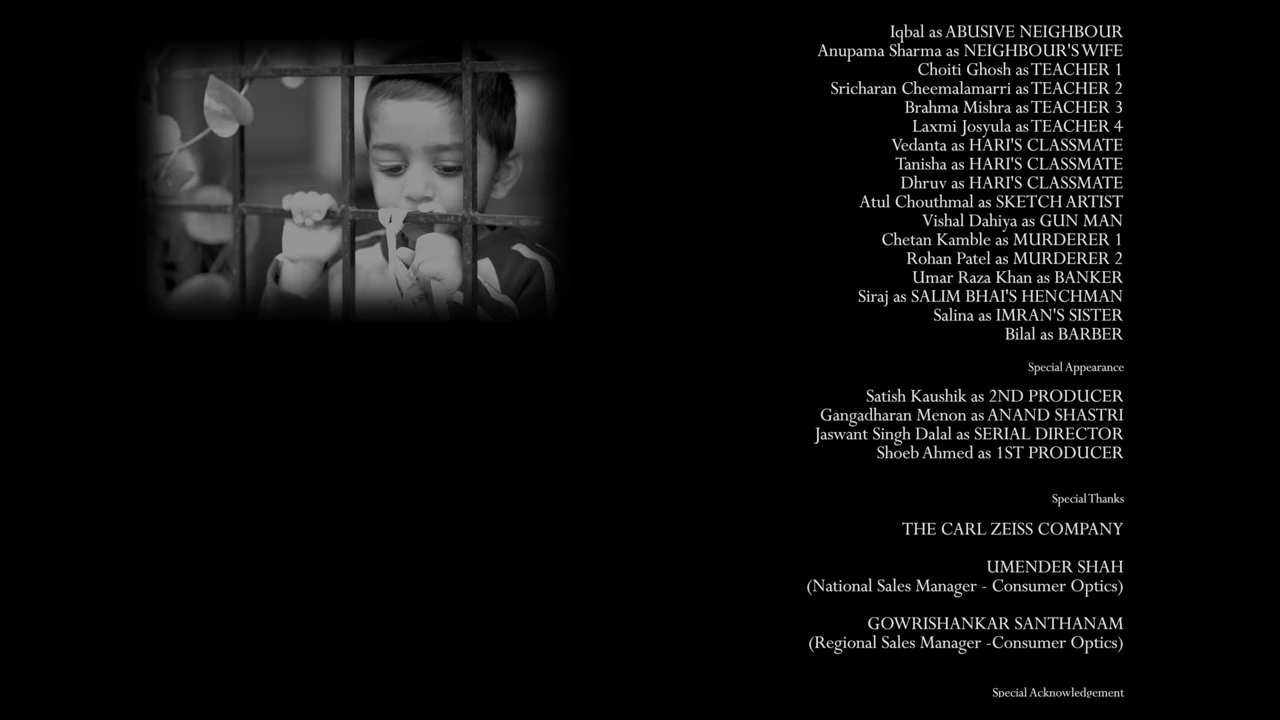 Iqbal as ABUSIVE NEIGHBOUR
Anupama Sharma as NEIGHBOUR'S WIFE
Choiti Ghosh as TEACHER 1
Sricharan Cheemalamarri as TEACHER 2
Brahma Mishra as TEACHER 3
Laxmi Josyula as TEACHER 4
Vedanta as HARI'S CLASSMATE
Tanisha as HARI'S CLASSMATE
Dhruv as HARI'S CLASSMATE
Atul Chouthmal as SKETCH ARTIST
Vishal Dahiya as GUN MAN
Chetan Kamble as MURDERER 1
Rohan Patel as MURDERER 2
Umar Raza Khan as BANKER
Siraj as SALIM BHAI'S HENCHMAN
Salina as IMRAN'S SISTER
Bilal as BARBER
Special Appearance
Satish Kaushik as 2ND PRODUCER
Gangadharan Menon as ANAND SHASTRI
Jaswant Singh Dalal as SERIAL DIRECTOR
Shoeb Ahmed as 1ST PRODUCER
Special Thanks
THE CARL ZEISS COMPANY
UMENDER SHAH
(National Sales Manager - Consumer Optics)
GOWRISHANKAR SANTHANAM
(Regional Sales Manager -Consumer Optics)
Special Acknowledgement